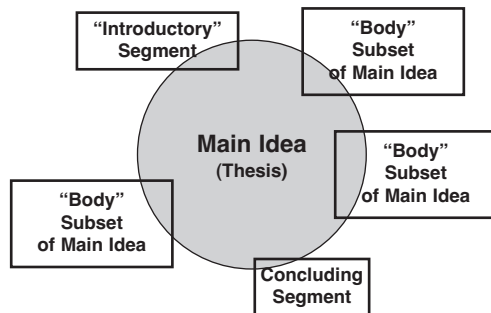 “Introductory”
Segment
“Body”
Subset
of Main Idea
Main Idea
(Thesis)
“Body”
Subset
of Main Idea
“Body”
Subset
of Main Idea
Concluding
Segment